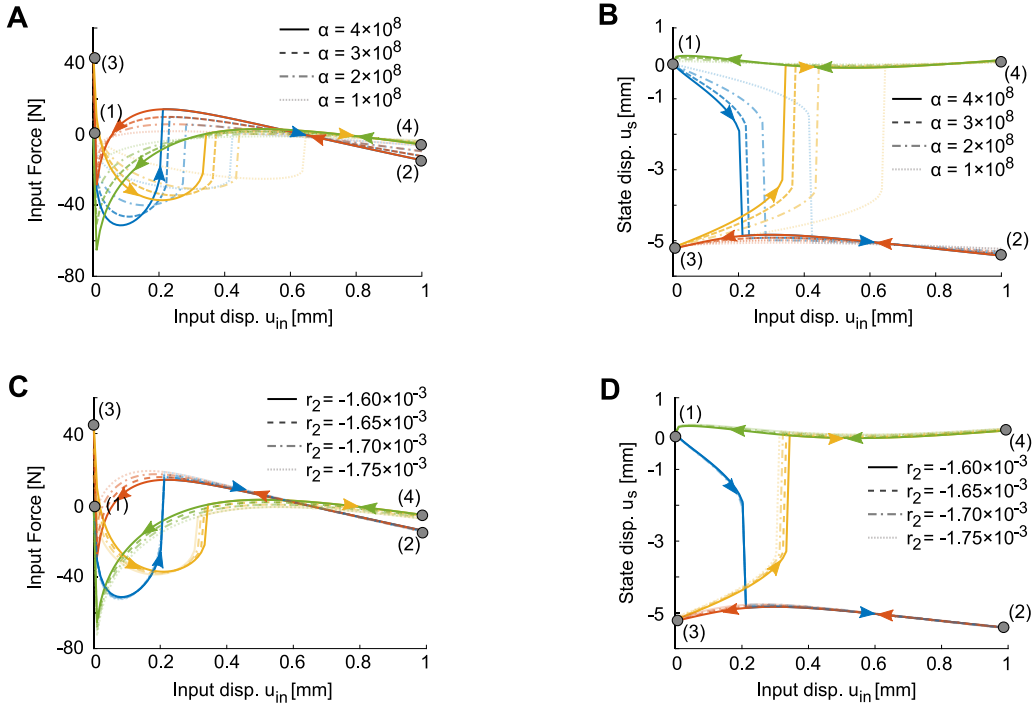 A
40
0
-40
-80
Input Force [N]
(3)
(1)
(4)
(2)
α = 4×10⁸
α = 3×10⁸
α = 2×10⁸
α = 1×10⁸
0 0.2 0.4 0.6 0.8 1
Input disp. uᵢₙ [mm]
B
1
0
-1
-3
-5
State disp. uₛ [mm]
(1)
(4)
(2)
(3)
α = 4×10⁸
α = 3×10⁸
α = 2×10⁸
α = 1×10⁸
0 0.2 0.4 0.6 0.8 1
Input disp. uᵢₙ [mm]
C
40
0
-40
-80
Input Force [N]
(3)
(1)
(4)
(2)
r₂ = -1.60×10⁻³
r₂ = -1.65×10⁻³
r₂ = -1.70×10⁻³
r₂ = -1.75×10⁻³
0 0.2 0.4 0.6 0.8 1
Input disp. uᵢₙ [mm]
D
1
0
-1
-3
-5
State disp. uₛ [mm]
(1)
(4)
(2)
(3)
r₂ = -1.60×10⁻³
r₂ = -1.65×10⁻³
r₂ = -1.70×10⁻³
r₂ = -1.75×10⁻³
0 0.2 0.4 0.6 0.8 1
Input disp. uᵢₙ [mm]